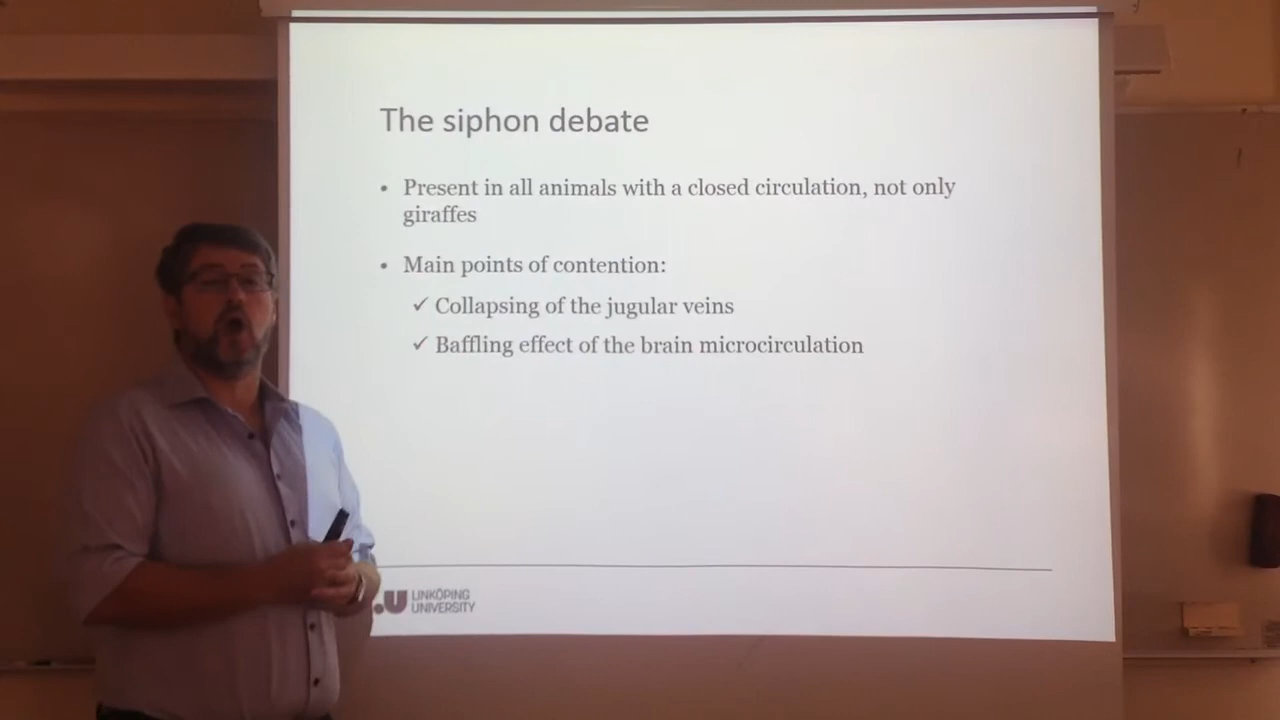 The siphon debate
• Present in all animals with a closed circulation, not only
giraffes
• Main points of contention:
✓ Collapsing of the jugular veins
✓ Baffling effect of the brain microcirculation
.U LINKÖPING
UNIVERSITY